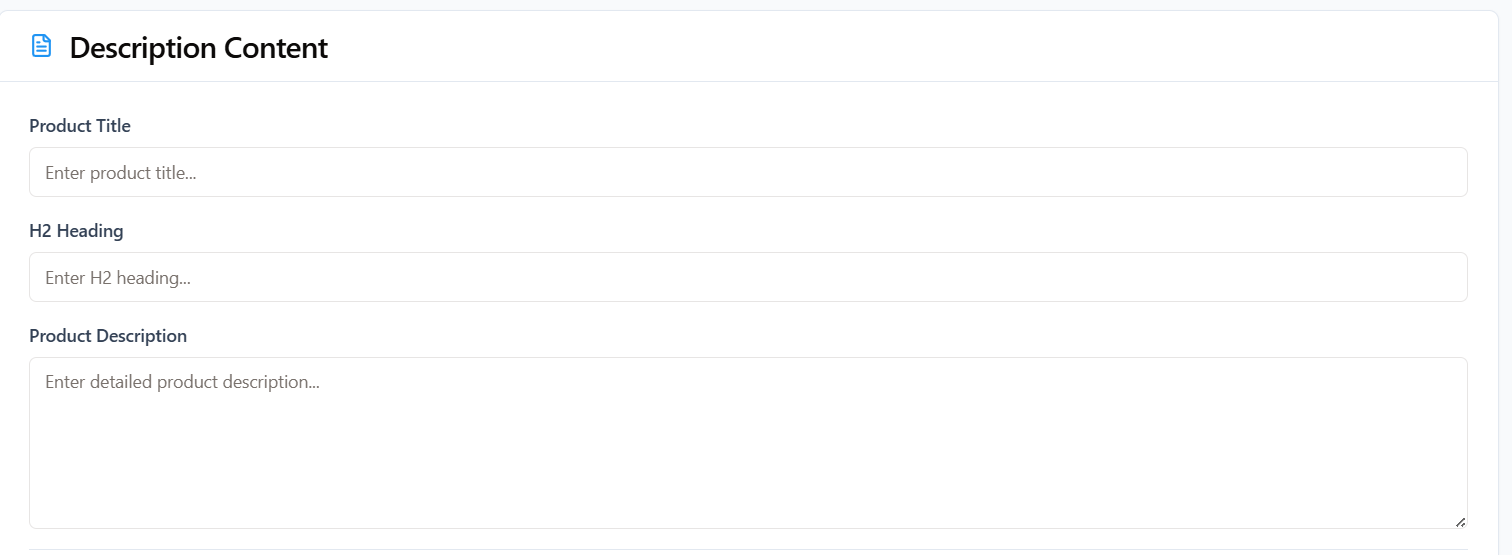 Description Content
Product Title
Enter product title...
H2 Heading
Enter H2 heading...
Product Description
Enter detailed product description...